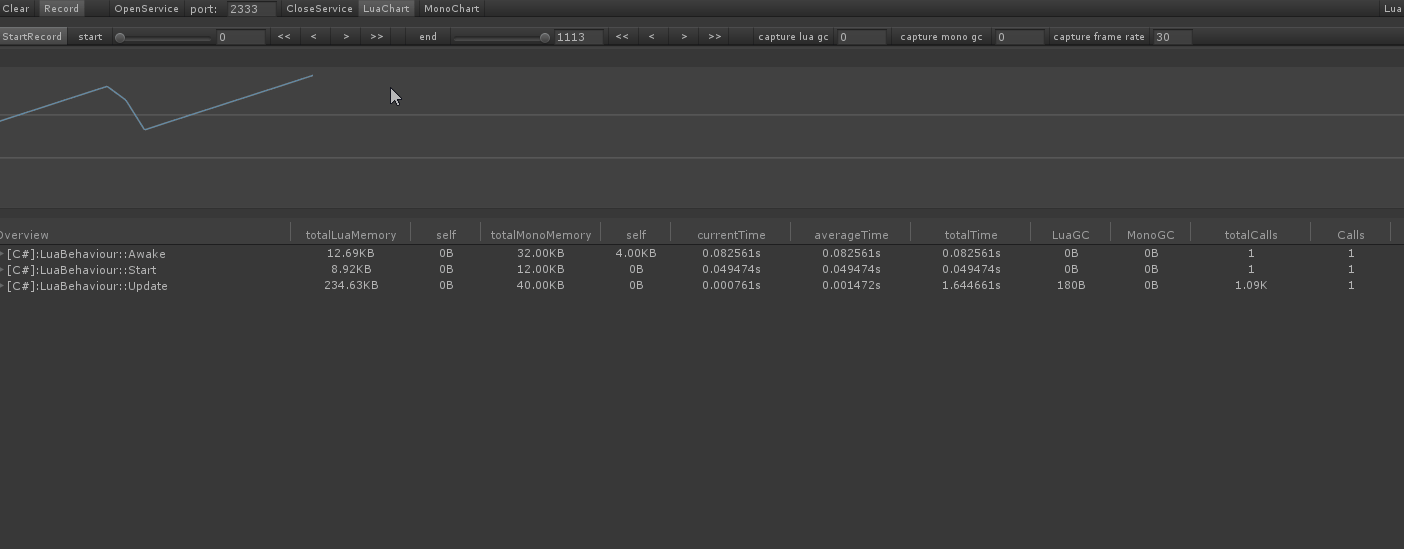 Clear Record OpenService port: 2333 CloseService LuaChart MonoChart Lua
StartRecord start 0 << < > >> end 1113 << < > >> capture lua gc 0 capture mono gc 0 capture frame rate 30
Overview totalLuaMemory self totalMonoMemory self currentTime averageTime totalTime LuaGC MonoGC totalCalls Calls
[C#]:LuaBehaviour::Awake 12.69KB 0B 32.00KB 4.00KB 0.082561s 0.082561s 0.082561s 0B 0B 1 1
[C#]:LuaBehaviour::Start 8.92KB 0B 12.00KB 0B 0.049474s 0.049474s 0.049474s 0B 0B 1 1
[C#]:LuaBehaviour::Update 234.63KB 0B 40.00KB 0B 0.000761s 0.001472s 1.644661s 180B 0B 1.09K 1